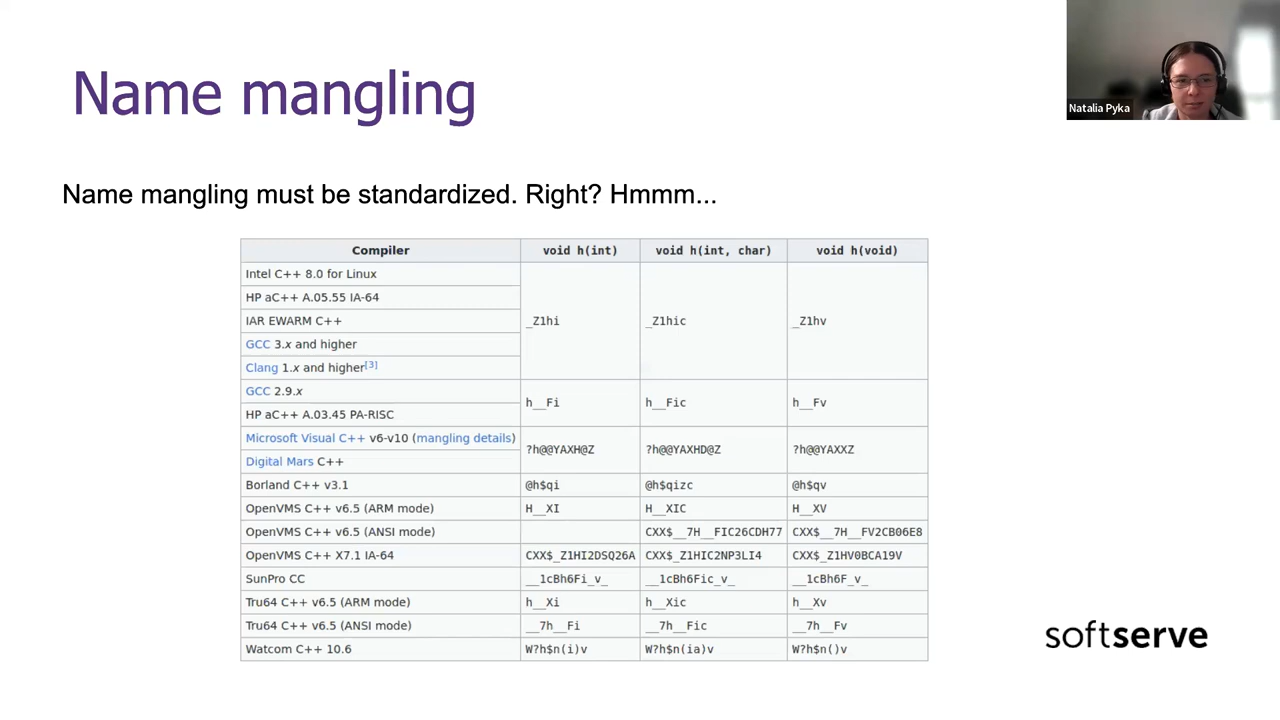 Name mangling
Natalia Pyka
Name mangling must be standardized. Right? Hmmm...
Compiler void h(int) void h(int, char) void h(void)
Intel C++ 8.0 for Linux
HP aC++ A.05.55 IA-64
IAR EWARM C++ _Z1hi _Z1hic _Z1hv
GCC 3.x and higher
Clang 1.x and higher[3]
GCC 2.9.x
h__Fi h__Fic h__Fv
HP aC++ A.03.45 PA-RISC
Microsoft Visual C++ v6-v10 (mangling details)
?h@@YAXH@Z ?h@@YAXHD@Z ?h@@YAXXZ
Digital Mars C++
Borland C++ v3.1 @h$qi @h$qizc @h$qv
OpenVMS C++ v6.5 (ARM mode) H__XI H__XIC H__XV
OpenVMS C++ v6.5 (ANSI mode) CXX$__7H__FIC26CDH77 CXX$__7H__FV2CB06E8
OpenVMS C++ X7.1 IA-64 CXX$_Z1HI2DSQ26A CXX$_Z1HIC2NP3LI4 CXX$_Z1HV0BCA19V
SunPro CC __1cBh6Fi_v_ __1cBh6Fic_v_ __1cBh6F_v_
Tru64 C++ v6.5 (ARM mode) h__Xi h__Xic h__Xv
Tru64 C++ v6.5 (ANSI mode) __7h__Fi __7h__Fic __7h__Fv
Watcom C++ 10.6 W?h$n(i)v W?h$n(ia)v W?h$n()v
softserve